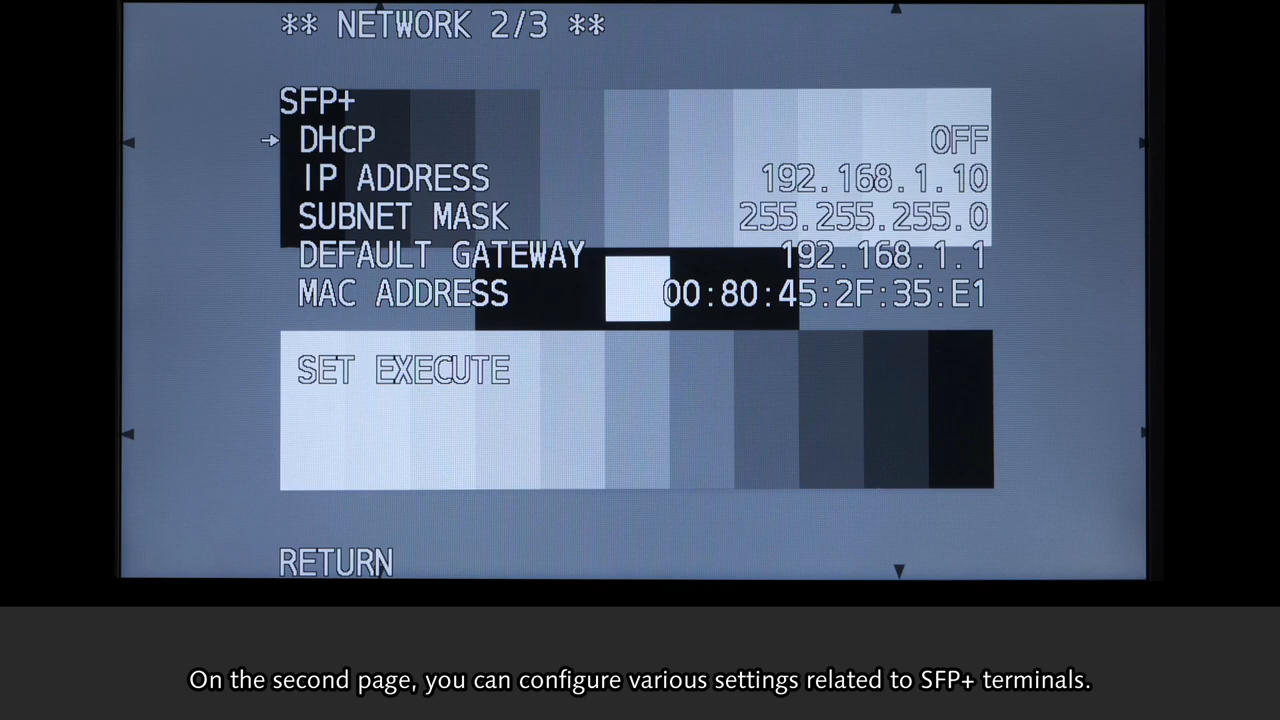 ** NETWORK 2/3 **
SFP+
DHCP OFF
IP ADDRESS 192.168.1.10
SUBNET MASK 255.255.255.0
DEFAULT GATEWAY 192.168.1.1
MAC ADDRESS 00:80:45:2F:35:E1
SET EXECUTE
RETURN
On the second page, you can configure various settings related to SFP+ terminals.